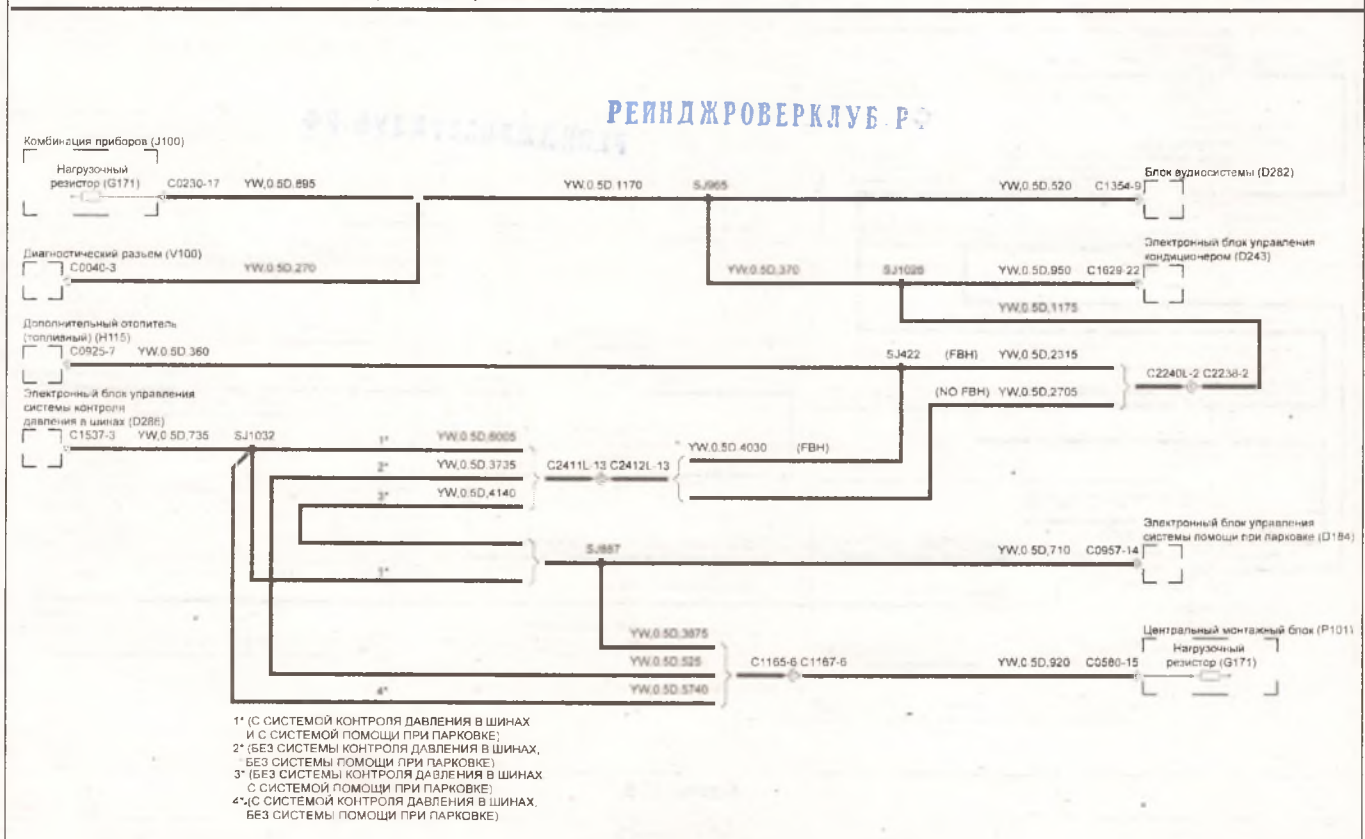 РЕЙНДЖРОВЕРКЛУБ.РФ
Комбинация приборов (J100)
Нагрузочный
резистор (G171)
C0230-17
YW,0.5D,895
YW,0.5D,1170
SJ965
YW,0.5D,520
C1354-9
Блок аудиосистемы (D282)
Диагностический разъем (V100)
C0040-3
YW,0.5D,270
YW,0.5D,370
SJ1026
YW,0.5D,950
C1629-22
Электронный блок управления
кондиционером (D243)
YW,0.5D,1175
Дополнительный отопитель
(топливный) (H115)
C0925-7
YW,0.5D,360
SJ422
(FBH)
YW,0.5D,2315
C2240L-2
C2238-2
(NO FBH)
YW,0.5D,2705
Электронный блок управления
системы контроля
давления в шинах (D286)
C1537-3
YW,0.5D,735
SJ1032
1*
YW,0.5D,6005
2*
YW,0.5D,3735
3*
YW,0.5D,4140
C2411L-13
C2412L-13
YW,0.5D,4030
(FBH)
SJ887
1*
YW,0.5D,710
C0957-14
Электронный блок управления
системы помощи при парковке (D184)
YW,0.5D,3875
YW,0.5D,525
4*
YW,0.5D,5740
C1165-6
C1167-6
YW,0.5D,920
C0580-15
Центральный монтажный блок (P101)
Нагрузочный
резистор (G171)
1* (С СИСТЕМОЙ КОНТРОЛЯ ДАВЛЕНИЯ В ШИНАХ
И С СИСТЕМОЙ ПОМОЩИ ПРИ ПАРКОВКЕ)
2* (БЕЗ СИСТЕМЫ КОНТРОЛЯ ДАВЛЕНИЯ В ШИНАХ,
БЕЗ СИСТЕМЫ ПОМОЩИ ПРИ ПАРКОВКЕ)
3* (БЕЗ СИСТЕМЫ КОНТРОЛЯ ДАВЛЕНИЯ В ШИНАХ
С СИСТЕМОЙ ПОМОЩИ ПРИ ПАРКОВКЕ)
4* (С СИСТЕМОЙ КОНТРОЛЯ ДАВЛЕНИЯ В ШИНАХ,
БЕЗ СИСТЕМЫ ПОМОЩИ ПРИ ПАРКОВКЕ)